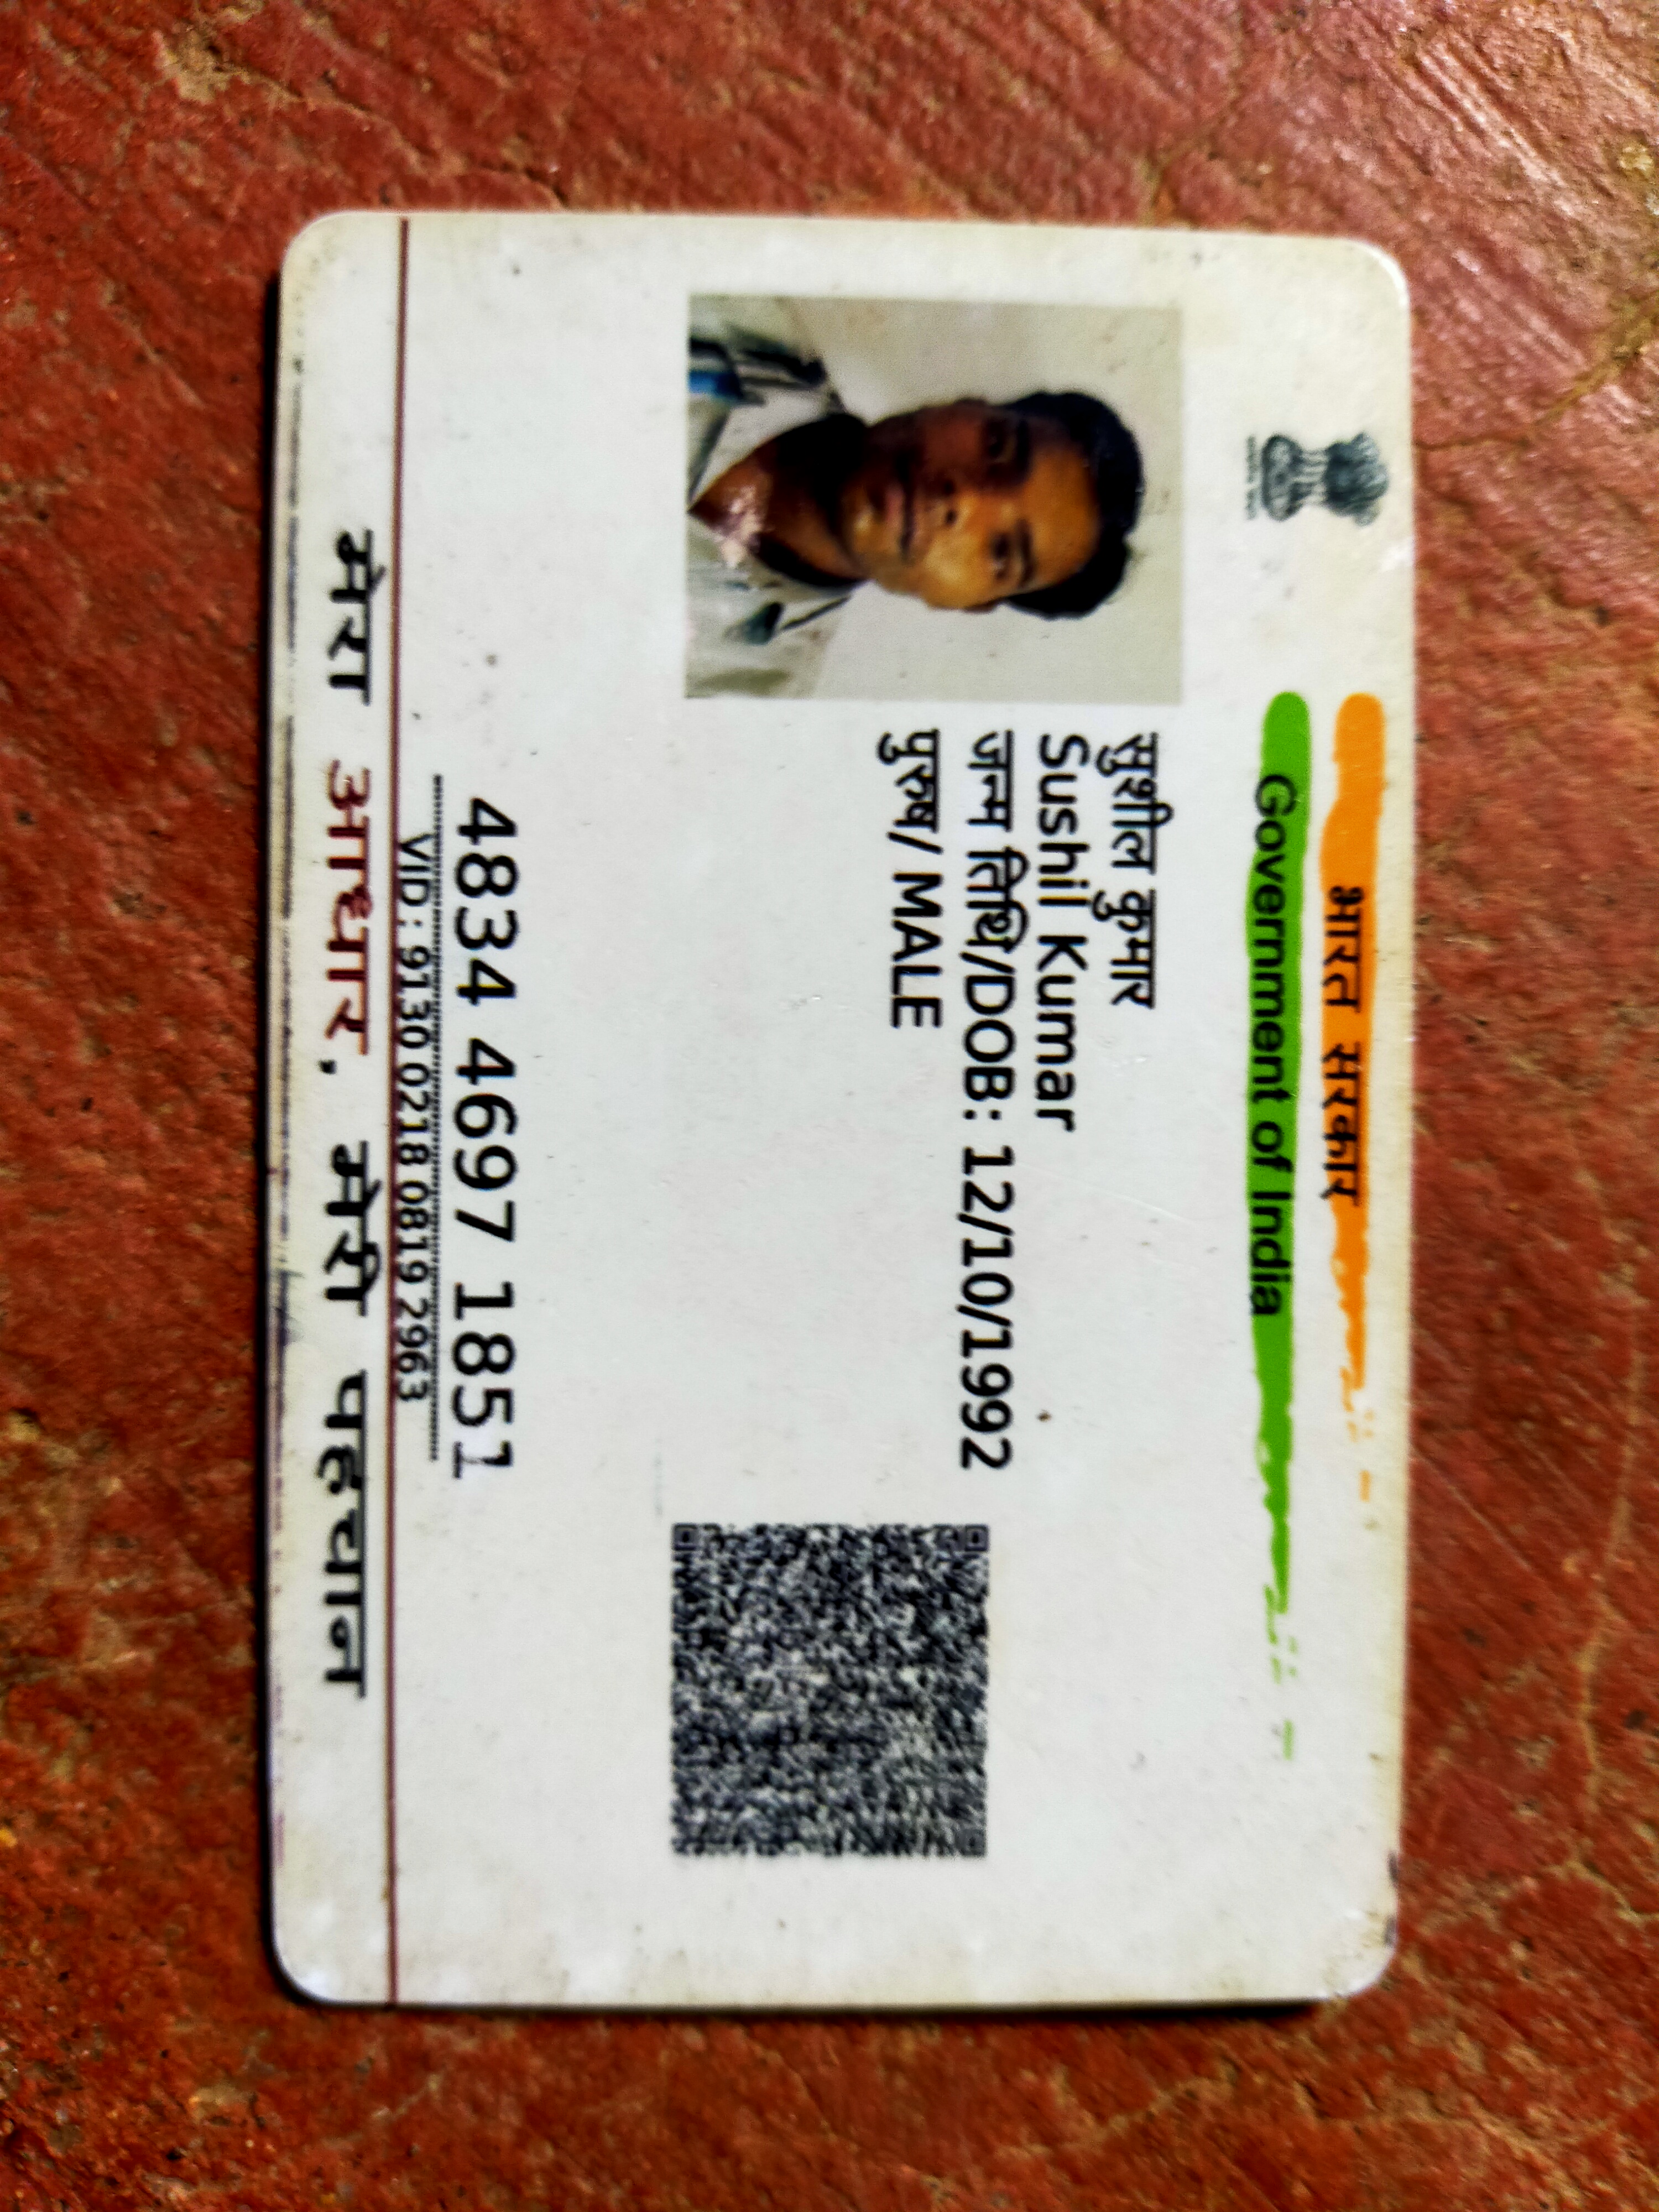 भारत सरकार
Government of India
सुशील कुमार
Sushil Kumar
जन्म तिथि/DOB: 12/10/1992
पुरुष/ MALE
4834 4697 1851
VID : 9130 0218 0819 2963
मेरा आधार, मेरी पहचान